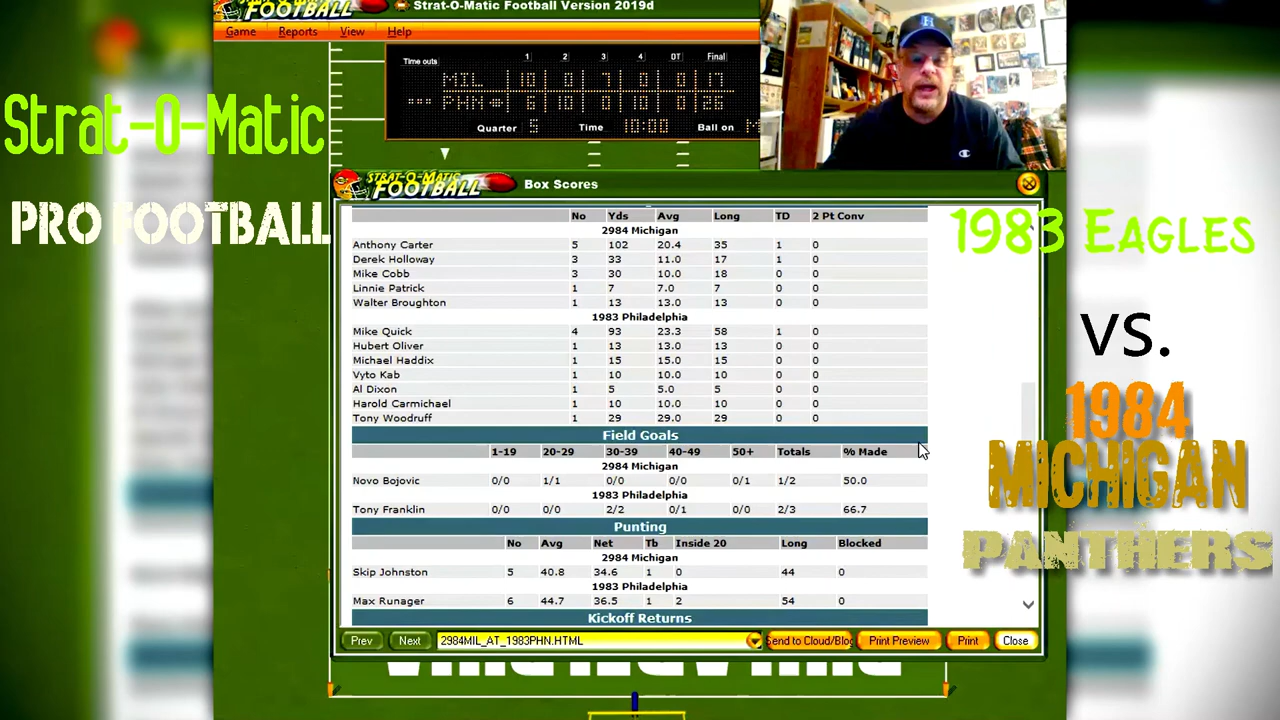 Strat-O-Matic Football Version 2019d
FOOTBALL
Game Reports View Help
Time outs 1 2 3 4 OT Final
MIL 10 0 7 0 0 17
--- PHN 6 10 0 10 0 26
Quarter 5 Time 10:00 Ball on
Strat-O-Matic
PRO FOOTBALL
1983 EAGLES
VS.
1984
MICHIGAN
PANTHERS
STRAT-O-MATIC
FOOTBALL
Box Scores
No Yds Avg Long TD 2 Pt Conv
2984 Michigan
Anthony Carter 5 102 20.4 35 1 0
Derek Holloway 3 33 11.0 17 1 0
Mike Cobb 3 30 10.0 18 0 0
Linnie Patrick 1 7 7.0 7 0 0
Walter Broughton 1 13 13.0 13 0 0
1983 Philadelphia
Mike Quick 4 93 23.3 58 1 0
Hubert Oliver 1 13 13.0 13 0 0
Michael Haddix 1 15 15.0 15 0 0
Vyto Kab 1 10 10.0 10 0 0
Al Dixon 1 5 5.0 5 0 0
Harold Carmichael 1 10 10.0 10 0 0
Tony Woodruff 1 29 29.0 29 0 0
Field Goals
1-19 20-29 30-39 40-49 50+ Totals % Made
2984 Michigan
Novo Bojovic 0/0 1/1 0/0 0/0 0/1 1/2 50.0
1983 Philadelphia
Tony Franklin 0/0 0/0 2/2 0/1 0/0 2/3 66.7
Punting
No Avg Net Tb Inside 20 Long Blocked
2984 Michigan
Skip Johnston 5 40.8 34.6 1 0 44 0
1983 Philadelphia
Max Runager 6 44.7 36.5 1 2 54 0
Kickoff Returns
Prev Next 2984MIL_AT_1983PHN.HTML Send to Cloud/Blog Print Preview Print Close